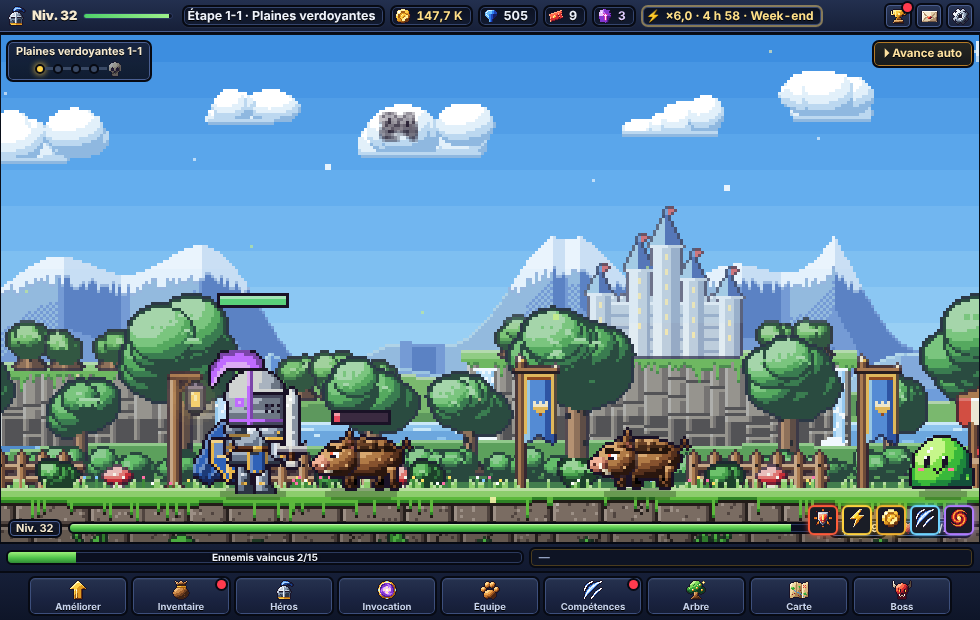 Niv. 32
Étape 1-1 · Plaines verdoyantes
147,7 K
505
9
3
×6,0 · 4 h 58 · Week-end
Plaines verdoyantes 1-1
Avance auto
24
Niv. 32
Ennemis vaincus 2/15
—
Améliorer
Inventaire
Héros
Invocation
Equipe
Compétences
Arbre
Carte
Boss